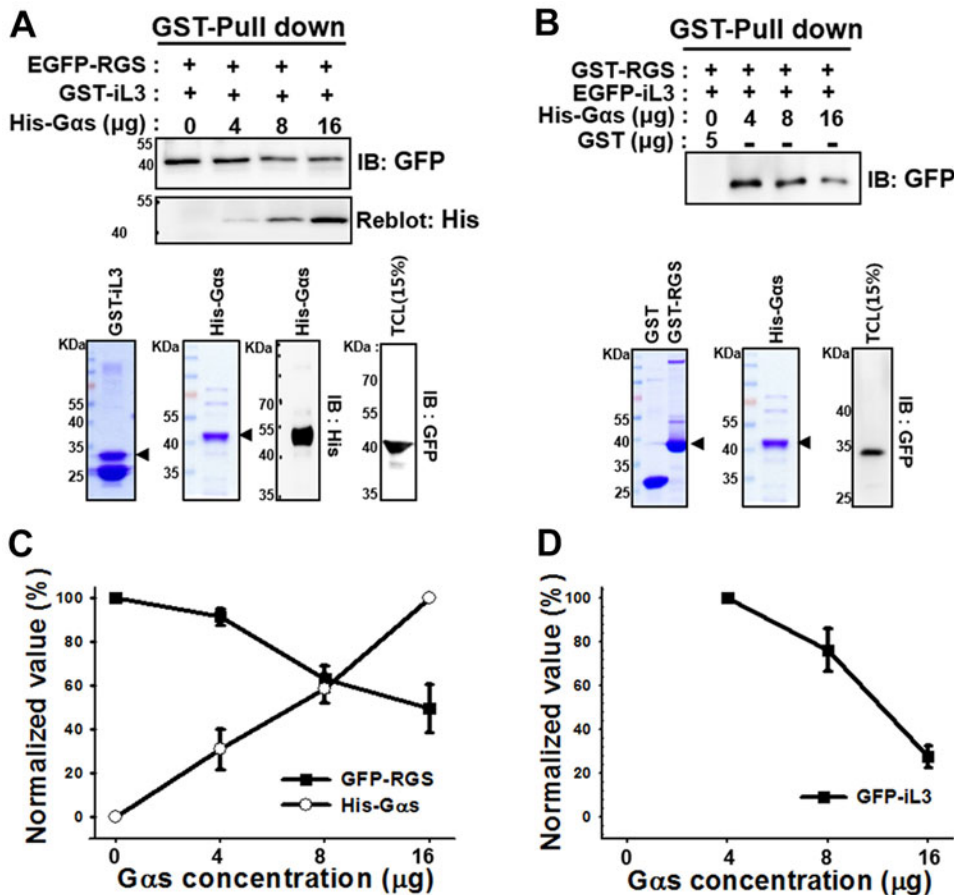 A
GST-Pull down
EGFP-RGS : + + + +
GST-iL3 : + + + +
His-Gαs (μg) 0 4 8 16
55
40
IB: GFP
55
40
Reblot: His
GST-iL3
His-Gαs
His-Gαs
TCL(15%)
KDa
55
40
35
25
KDa
55
40
35
KDa
70
55
40
35
IB : His
KDa
70
55
40
35
IB : GFP
B
GST-Pull down
GST-RGS : + + + +
EGFP-iL3 : + + + +
His-Gαs (μg) : 0 4 8 16
GST (μg) 5 - - -
IB: GFP
GST
GST-RGS
His-Gαs
TCL(15%)
KDa
55
40
35
25
KDa
55
40
35
KDa
40
35
25
IB : GFP
C
Normalized value (%)
100
80
60
40
20
0
GFP-RGS
His-Gαs
0 4 8 16
Gαs concentration (μg)
D
Normalized value (%)
100
80
60
40
20
0
GFP-iL3
0 4 8 16
Gαs concentration (μg)